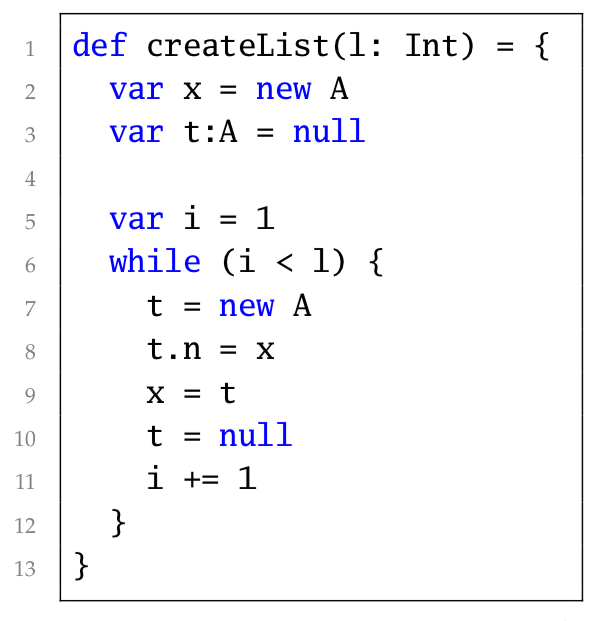 1 def createList(l: Int) = {
2   var x = new A
3   var t:A = null
4
5   var i = 1
6   while (i < l) {
7     t = new A
8     t.n = x
9     x = t
10     t = null
11     i += 1
12   }
13 }